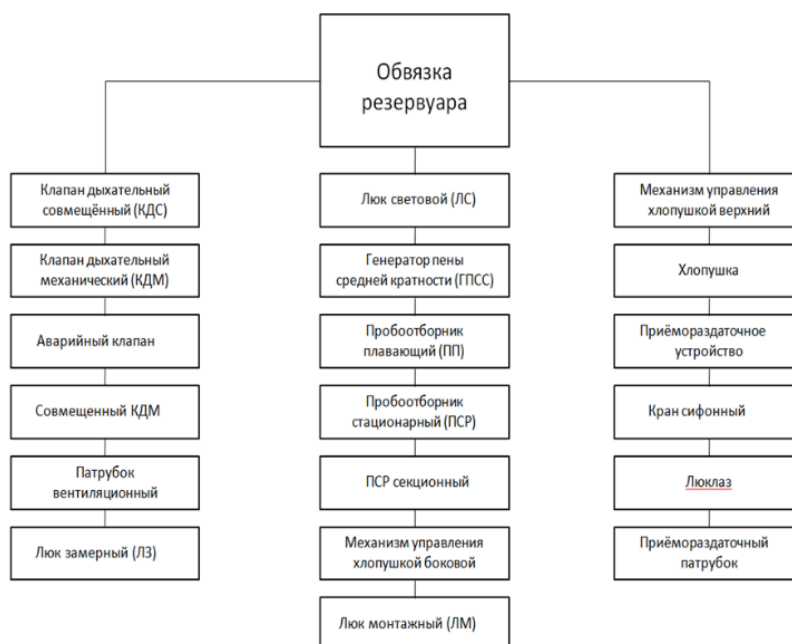 Обвязка
резервуара
Клапан дыхательный
совмещённый (КДС)
Клапан дыхательный
механический (КДМ)
Аварийный клапан
Совмещенный КДМ
Патрубок
вентиляционный
Люк замерный (ЛЗ)
Люк световой (ЛС)
Генератор пены
средней кратности (ГПСС)
Пробоотборник
плавающий (ПП)
Пробоотборник
стационарный (ПСР)
ПСР секционный
Механизм управления
хлопушкой боковой
Люк монтажный (ЛМ)
Механизм управления
хлопушкой верхний
Хлопушка
Приёмораздаточное
устройство
Кран сифонный
Люклаз
Приёмораздаточный
патрубок